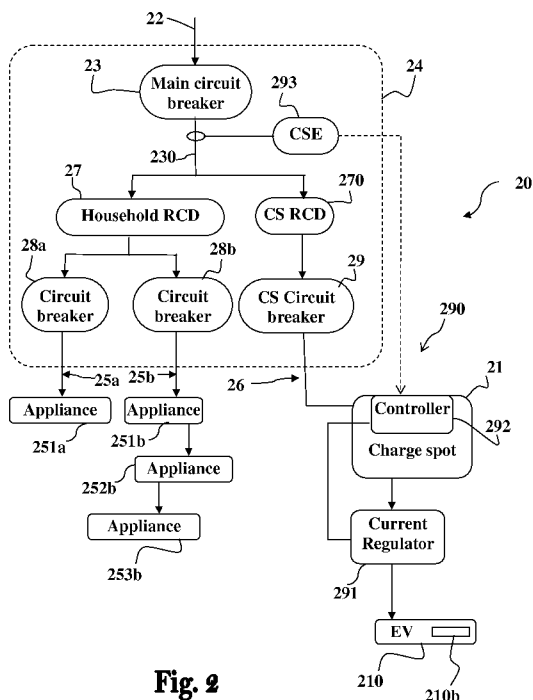 22
23
Main circuit
breaker
293
24
CSE
230
20
27
270
Household RCD
CS RCD
28a
28b
29
Circuit
breaker
Circuit
breaker
CS Circuit
breaker
290
25a
25b
26
21
Appliance
Appliance
Controller
251a
251b
292
Charge spot
Appliance
252b
Current
Regulator
Appliance
253b
291
EV
210
210b
Fig. 2